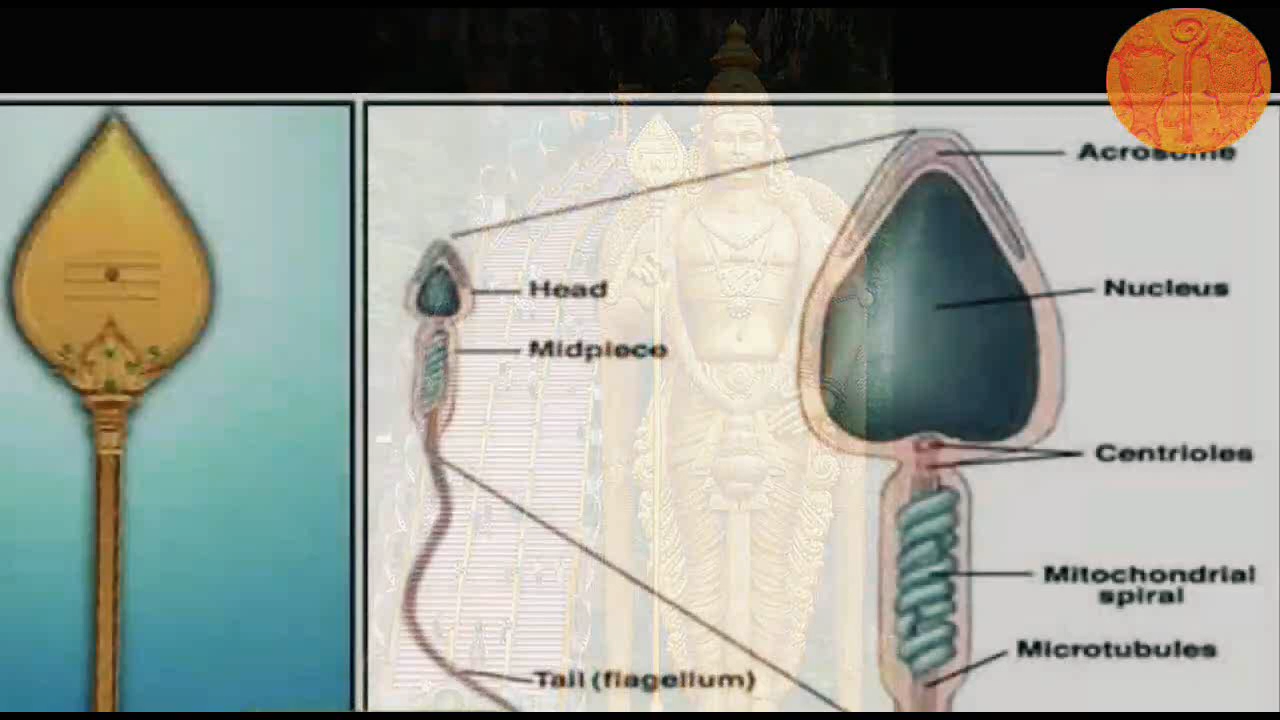 Acrosome
Head
Nucleus
Midpiece
Centrioles
Mitochondrial
spiral
Microtubules
Tail (flagellum)